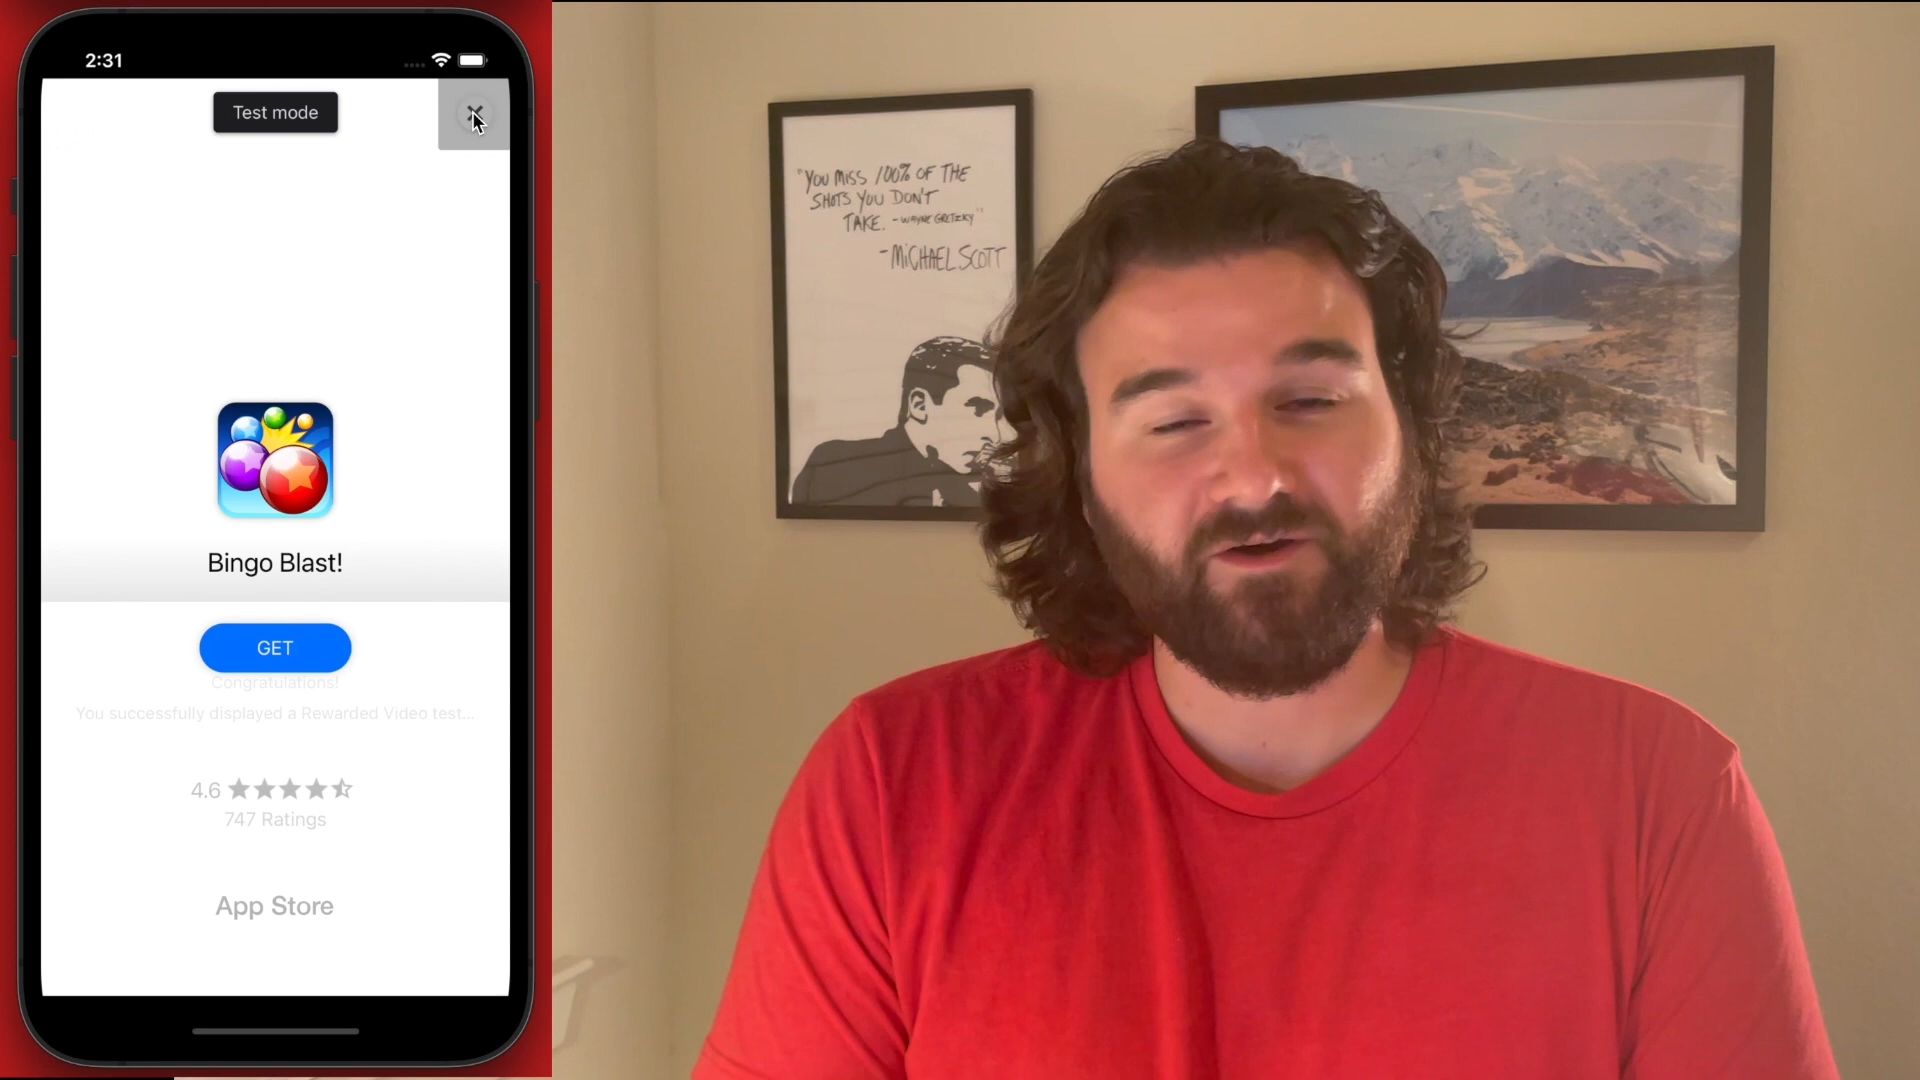 2:31
Test mode
Bingo Blast!
GET
Congratulations!
You successfully displayed a Rewarded Video test...
4.6
747 Ratings
App Store
"YOU MISS 100% OF THE
SHOTS YOU DON'T
TAKE. -WAYNE GRETZKY"
-MICHAEL SCOTT